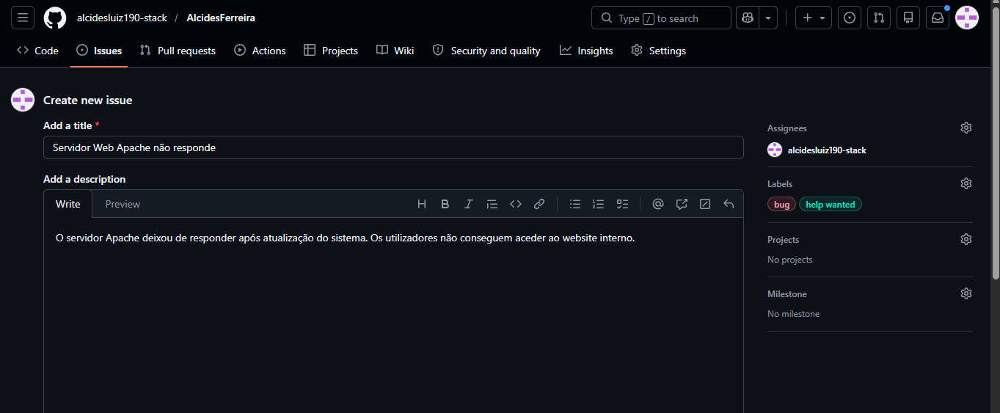 alcidesluiz190-stack / AlcidesFerreira
Type / to search
Code Issues Pull requests Actions Projects Wiki Security and quality Insights Settings
Create new issue
Add a title *
Servidor Web Apache não responde
Add a description
Write Preview
O servidor Apache deixou de responder após atualização do sistema. Os utilizadores não conseguem aceder ao website interno.
Assignees
alcidesluiz190-stack
Labels
bug help wanted
Projects
No projects
Milestone
No milestone